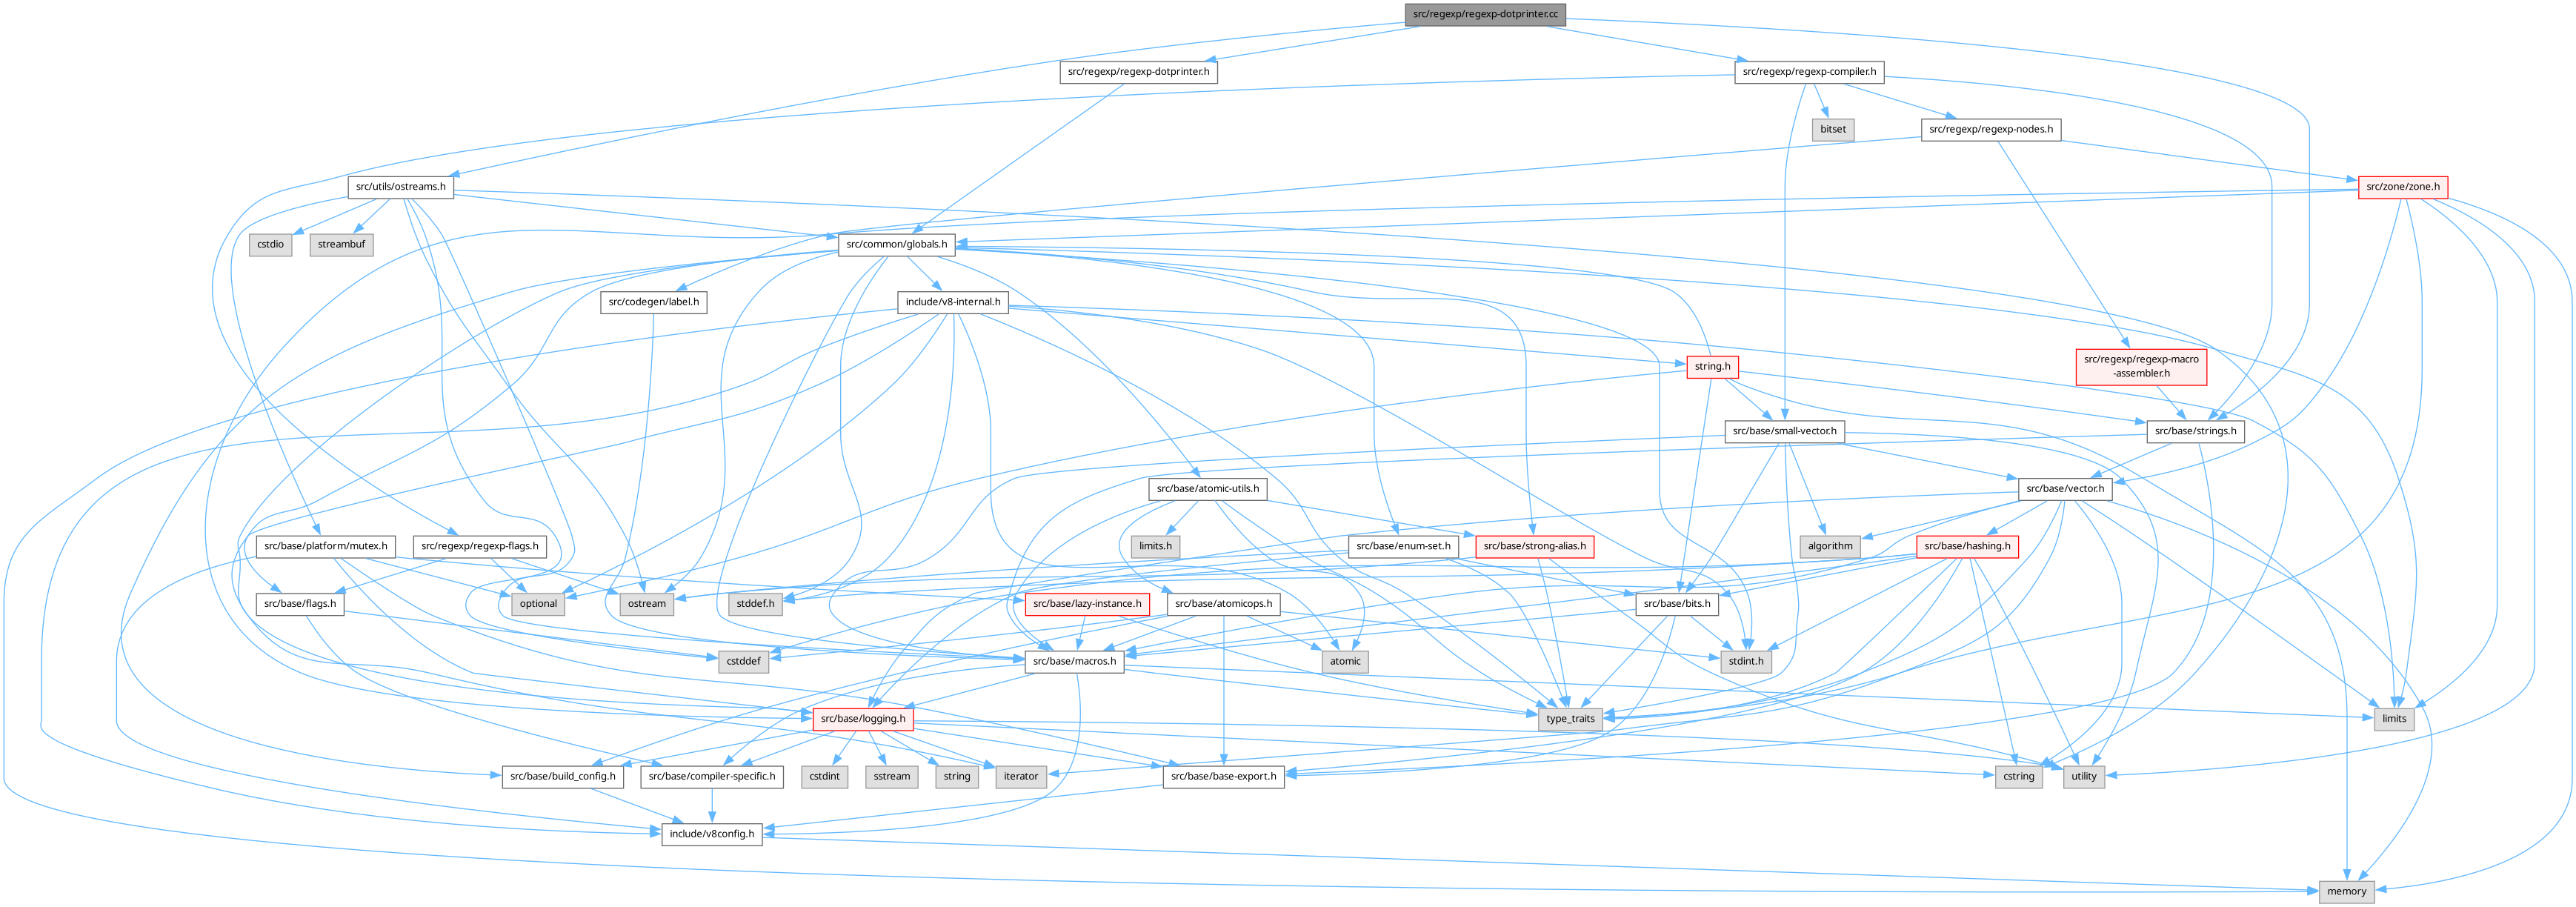 src/regexp/regexp-dotprinter.cc
src/regexp/regexp-dotprinter.h
src/regexp/regexp-compiler.h
bitset
src/regexp/regexp-nodes.h
src/utils/ostreams.h
src/zone/zone.h
cstdio
streambuf
src/common/globals.h
src/codegen/label.h
include/v8-internal.h
string.h
src/regexp/regexp-macro
-assembler.h
src/base/small-vector.h
src/base/strings.h
src/base/atomic-utils.h
src/base/vector.h
src/base/platform/mutex.h
src/regexp/regexp-flags.h
limits.h
src/base/enum-set.h
src/base/strong-alias.h
algorithm
src/base/hashing.h
src/base/flags.h
optional
ostream
stddef.h
src/base/lazy-instance.h
src/base/atomicops.h
src/base/bits.h
cstddef
src/base/macros.h
atomic
stdint.h
src/base/logging.h
type_traits
limits
src/base/build_config.h
src/base/compiler-specific.h
cstdint
sstream
string
iterator
src/base/base-export.h
cstring
utility
include/v8config.h
memory